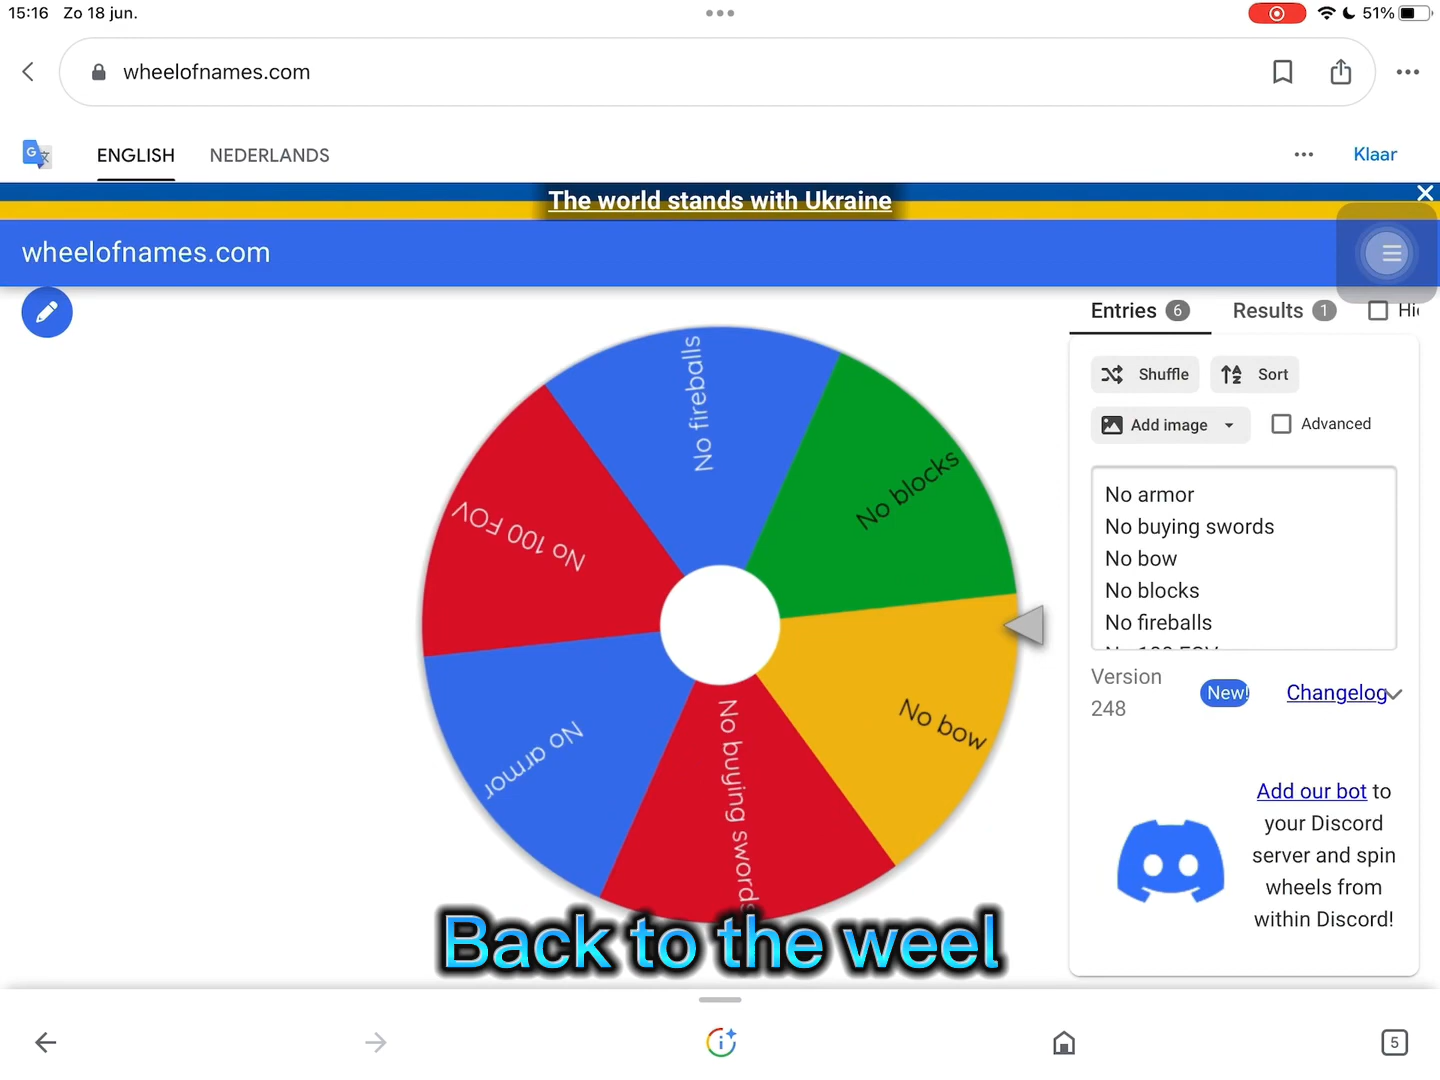 15:16 Zo 18 jun.
51%
wheelofnames.com
ENGLISH NEDERLANDS
Klaar
The world stands with Ukraine
wheelofnames.com
Entries 6 Results 1
Shuffle Sort
Add image Advanced
No armor
No buying swords
No bow
No blocks
No fireballs
Version
248
New!
Changelog
Add our bot to
your Discord
server and spin
wheels from
within Discord!
No fireballs
No blocks
No bow
No buying swords
No armor
No 100 FOV
Back to the weel
5